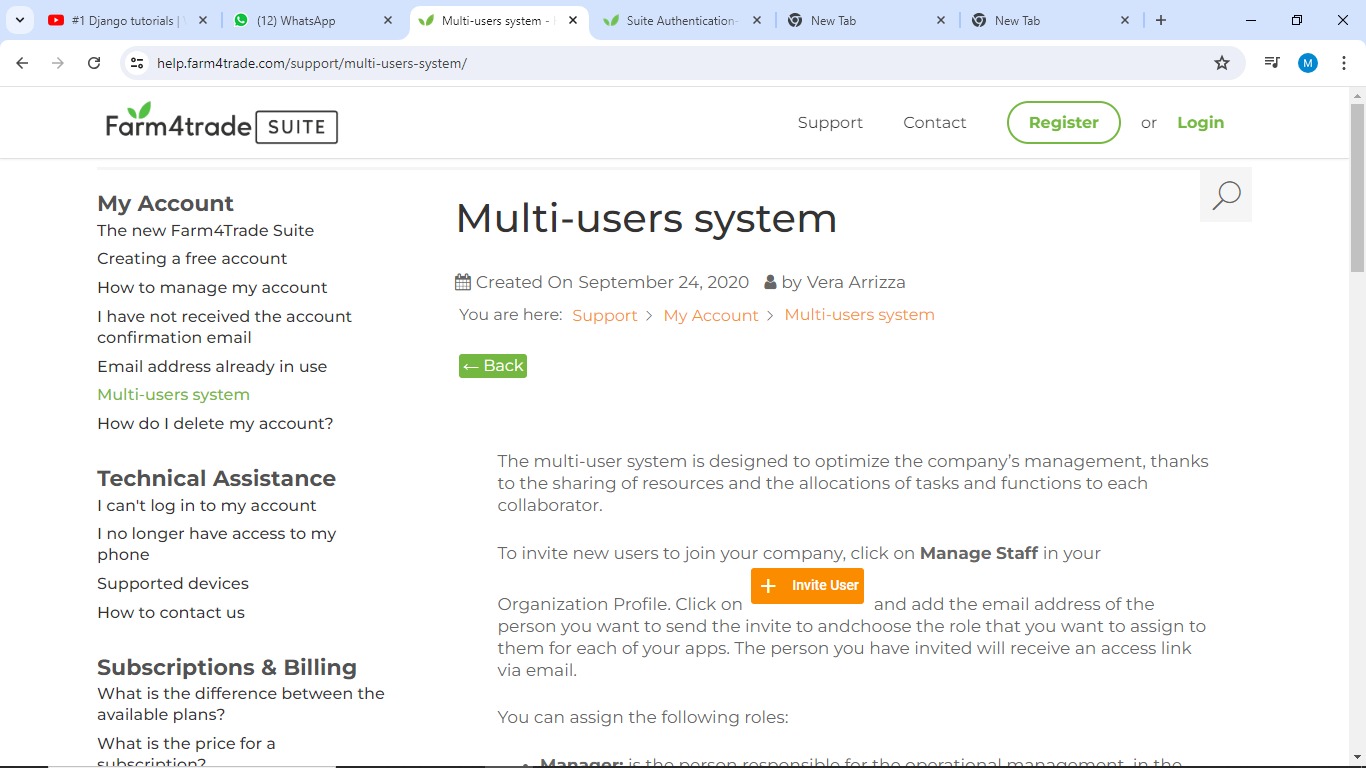 #1 Django tutorials |
(12) WhatsApp
Multi-users system -
Suite Authentication-
New Tab
New Tab
help.farm4trade.com/support/multi-users-system/
M
Farm4trade SUITE
Support
Contact
Register
or
Login
My Account
The new Farm4Trade Suite
Creating a free account
How to manage my account
I have not received the account
confirmation email
Email address already in use
Multi-users system
How do I delete my account?
Technical Assistance
I can't log in to my account
I no longer have access to my
phone
Supported devices
How to contact us
Subscriptions & Billing
What is the difference between the
available plans?
What is the price for a
subscription?
Multi-users system
Created On September 24, 2020 by Vera Arrizza
You are here: Support > My Account > Multi-users system
← Back
The multi-user system is designed to optimize the company’s management, thanks
to the sharing of resources and the allocations of tasks and functions to each
collaborator.
To invite new users to join your company, click on Manage Staff in your
Organization Profile. Click on + Invite User and add the email address of the
person you want to send the invite to andchoose the role that you want to assign to
them for each of your apps. The person you have invited will receive an access link
via email.
You can assign the following roles:
• Manager: is the person responsible for the operational management, in the